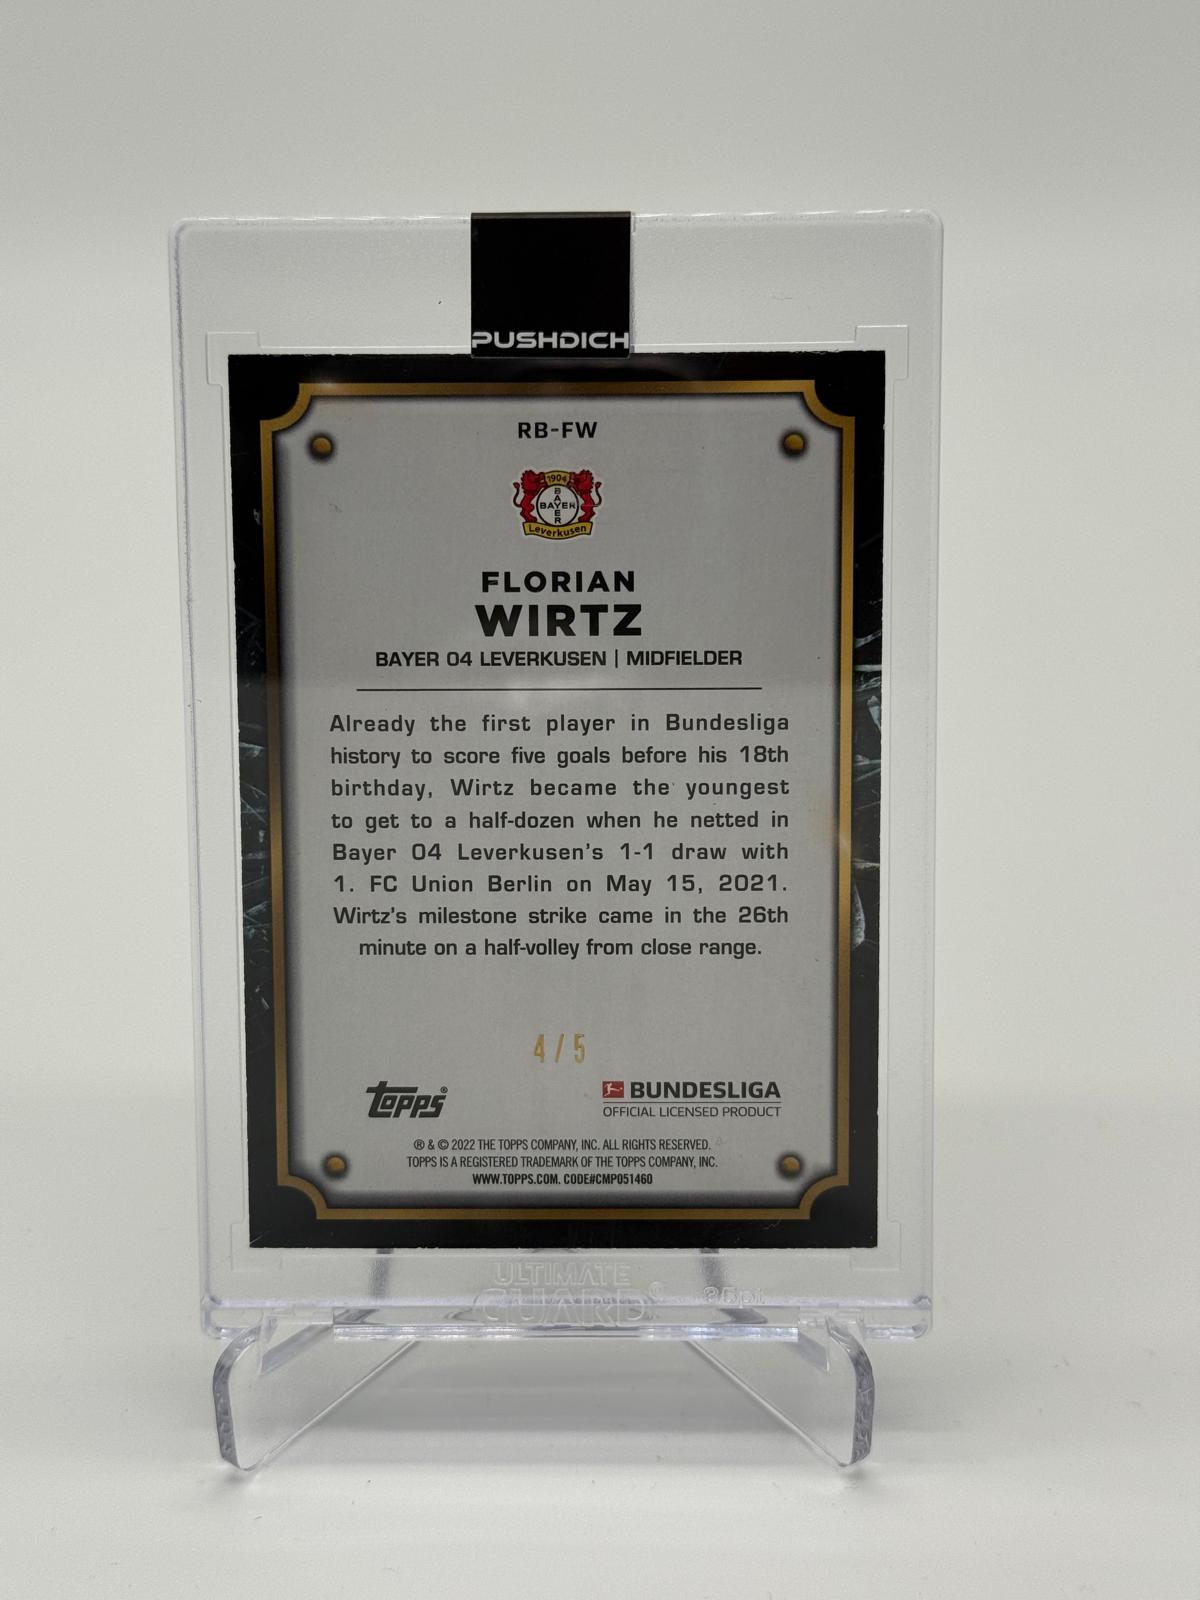 PUSHDICH
RB-FW
1904
BAYER
BAYER
Leverkusen
FLORIAN
WIRTZ
BAYER 04 LEVERKUSEN | MIDFIELDER
Already the first player in Bundesliga
history to score five goals before his 18th
birthday, Wirtz became the youngest
to get to a half-dozen when he netted in
Bayer 04 Leverkusen's 1-1 draw with
1. FC Union Berlin on May 15, 2021.
Wirtz's milestone strike came in the 26th
minute on a half-volley from close range.
4/5
Topps®
BUNDESLIGA
OFFICIAL LICENSED PRODUCT
® & © 2022 THE TOPPS COMPANY, INC. ALL RIGHTS RESERVED.
TOPPS IS A REGISTERED TRADEMARK OF THE TOPPS COMPANY, INC.
WWW.TOPPS.COM. CODE#CMP051460
ULTIMATE
GUARD® 35pt